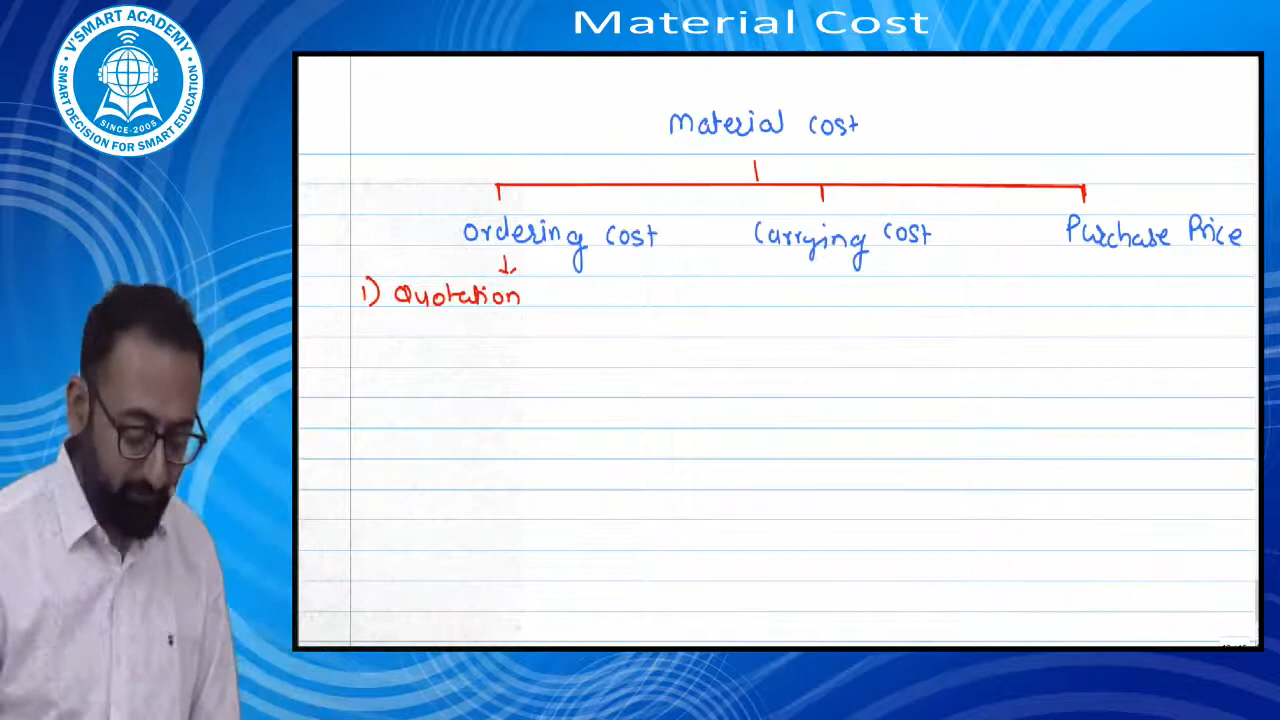 Material Cost
V'SMART ACADEMY
SINCE-2005
SMART DECISION FOR SMART EDUCATION
Material cost
Ordering cost Carrying cost Purchase Price
1) Quotation